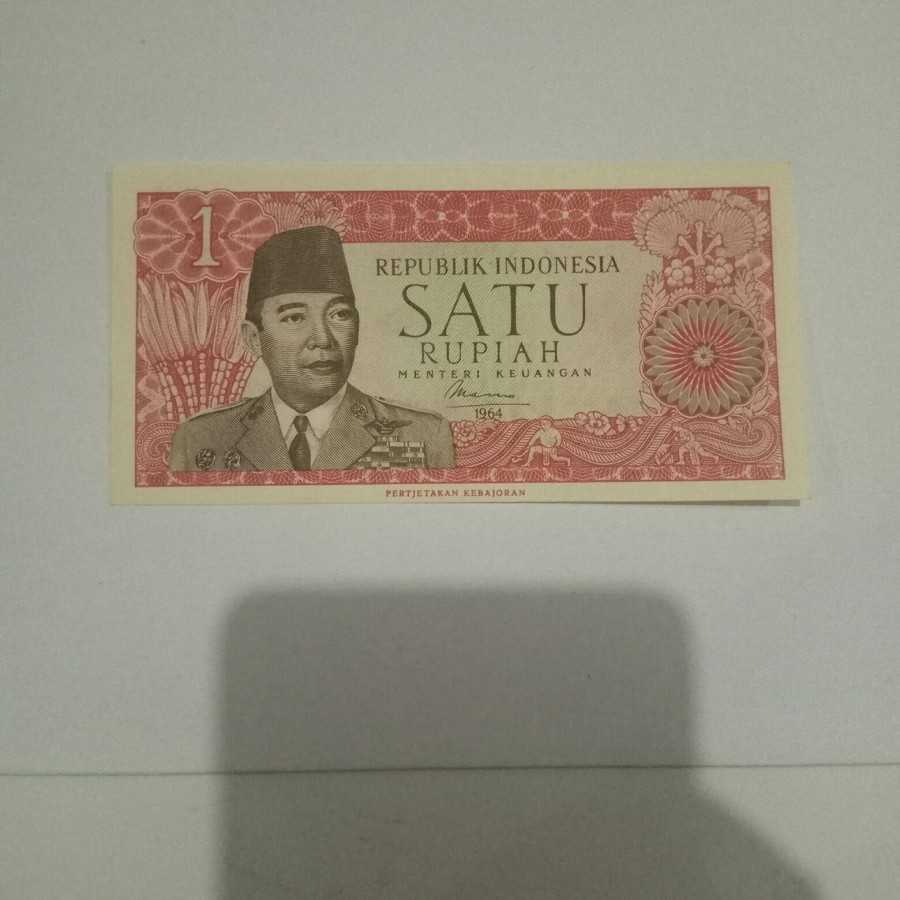 1
REPUBLIK INDONESIA
SATU
RUPIAH
MENTERI KEUANGAN
1964
PERTJETAKAN KEBAJORAN